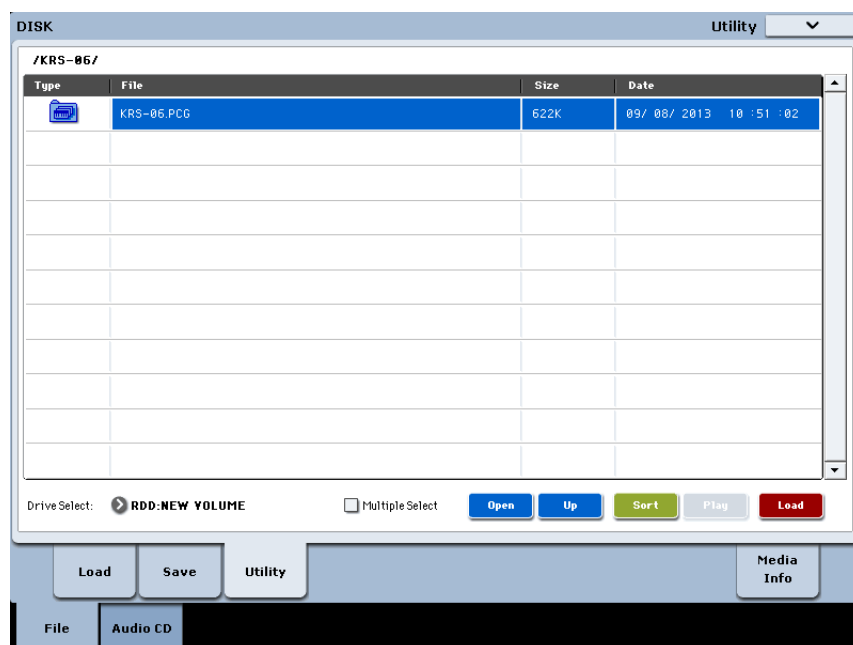 DISK Utility
/KRS-06/
Type File Size Date
KRS-06.PCG 622K 09/ 08/ 2013 10 :51 :02
Drive Select: RDD:NEW VOLUME Multiple Select Open Up Sort Play Load
Load Save Utility Media Info
File Audio CD